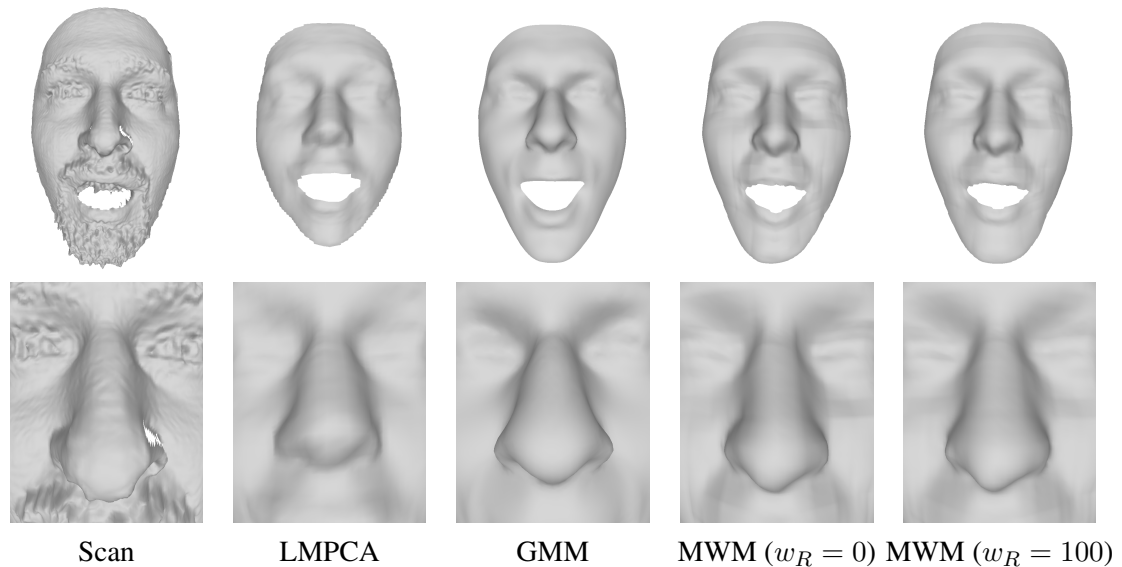 Scan LMPCA GMM MWM (w_R = 0) MWM (w_R = 100)